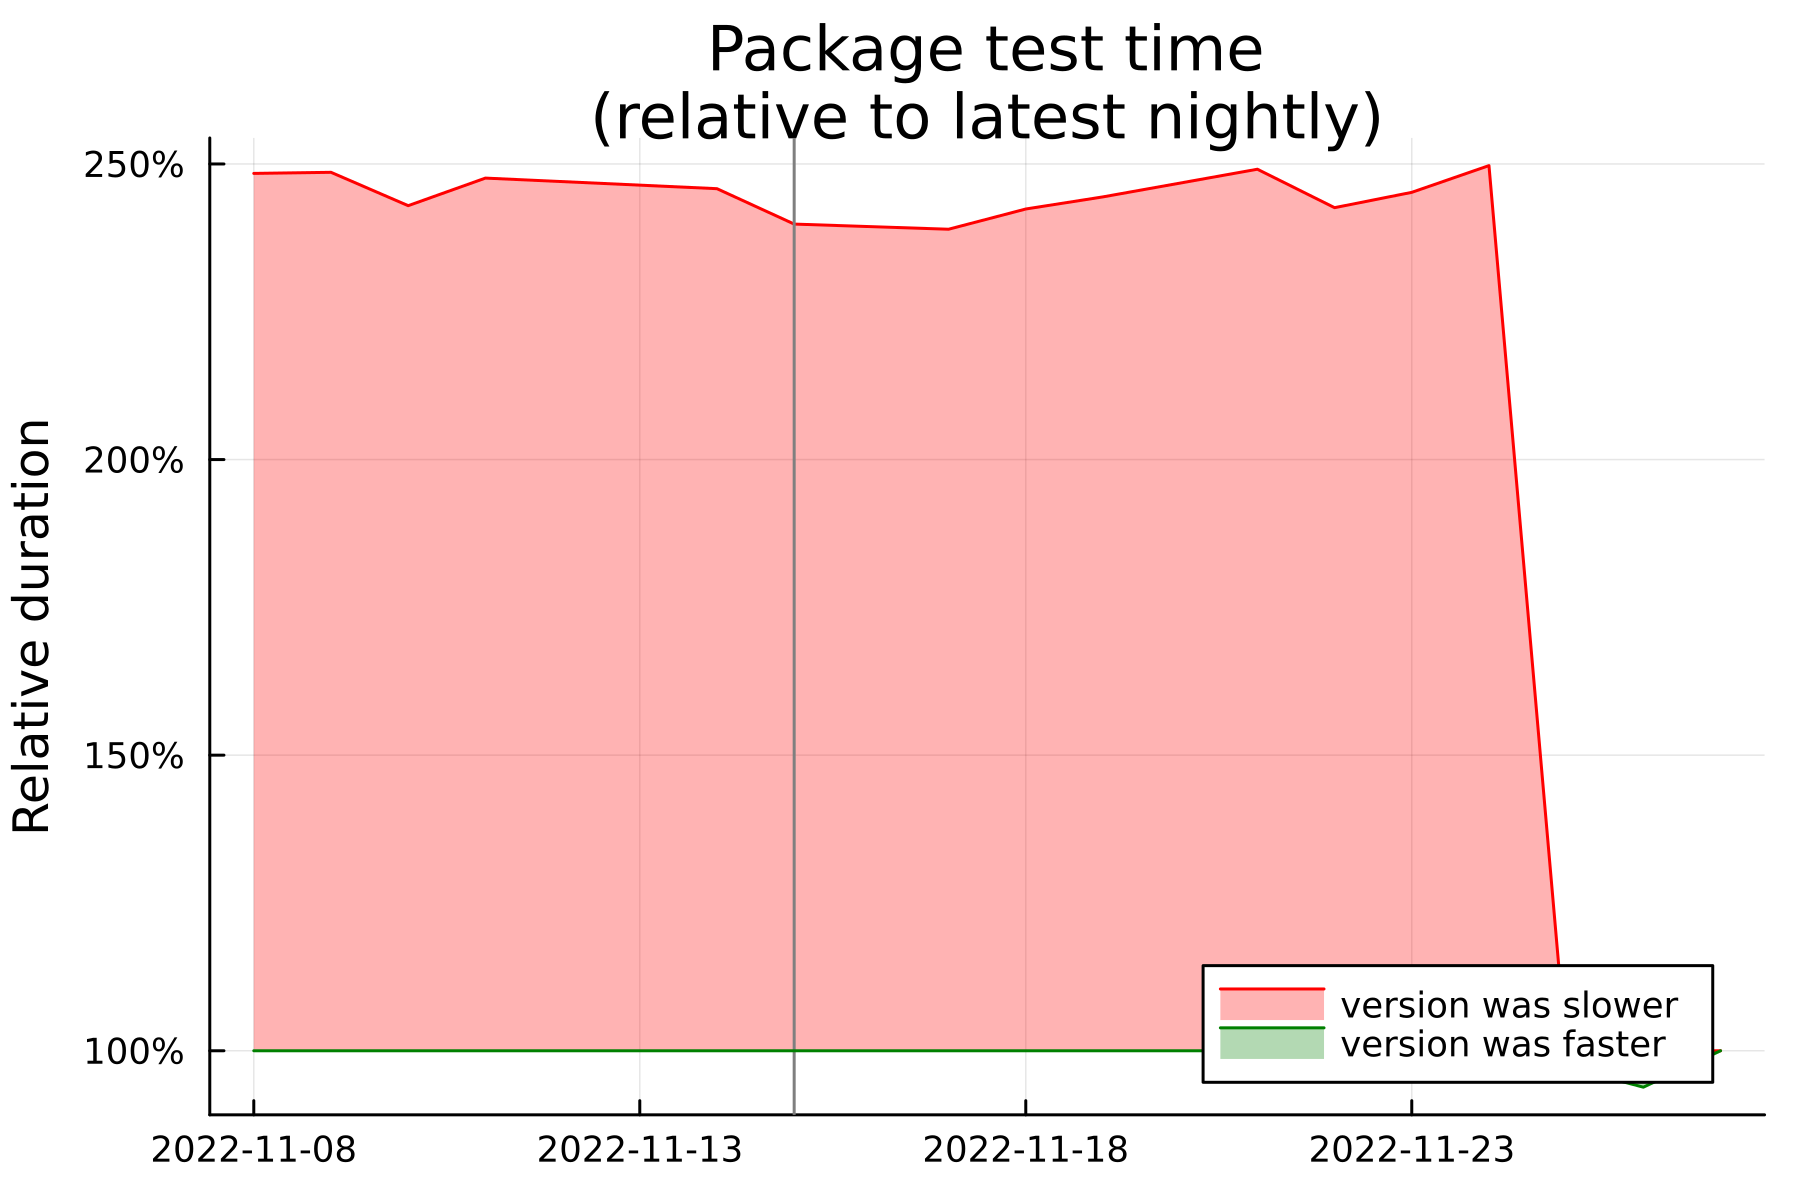 Package test time
(relative to latest nightly)
Relative duration
250%
200%
150%
100%
version was slower
version was faster
2022-11-08
2022-11-13
2022-11-18
2022-11-23